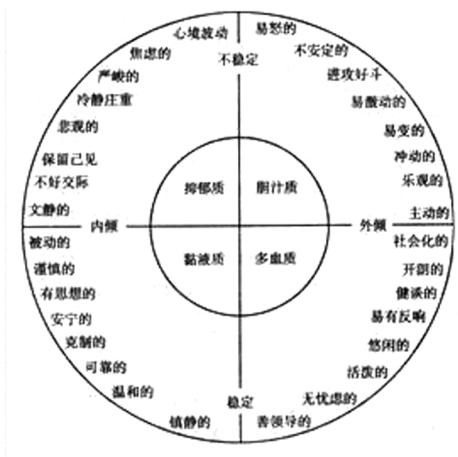 心境波动
易怒的
焦虑的
不稳定
不安定的
严峻的
进攻好斗
冷静庄重
易激动的
悲观的
易变的
保留己见
冲动的
不好交际
抑郁质
胆汁质
乐观的
文静的
主动的
内倾
外倾
被动的
社会化的
谨慎的
黏液质
多血质
开朗的
有思想的
健谈的
安宁的
易有反响
克制的
悠闲的
可靠的
活泼的
温和的
稳定
无忧虑的
镇静的
善领导的